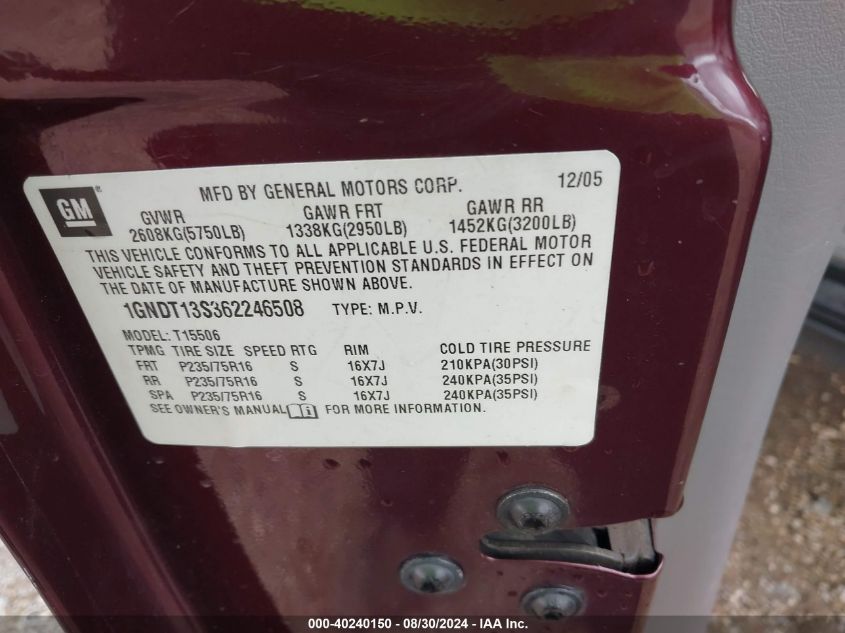 GM®
MFD BY GENERAL MOTORS CORP. 12/05
GVWR GAWR FRT GAWR RR
2608KG(5750LB) 1338KG(2950LB) 1452KG(3200LB)
THIS VEHICLE CONFORMS TO ALL APPLICABLE U.S. FEDERAL MOTOR
VEHICLE SAFETY AND THEFT PREVENTION STANDARDS IN EFFECT ON
THE DATE OF MANUFACTURE SHOWN ABOVE.
1GNDT13S362246508 TYPE: M.P.V.
MODEL: T15506
TPMG TIRE SIZE SPEED RTG RIM COLD TIRE PRESSURE
FRT P235/75R16 S 16X7J 210KPA(30PSI)
RR P235/75R16 S 16X7J 240KPA(35PSI)
SPA P235/75R16 S 16X7J 240KPA(35PSI)
SEE OWNER'S MANUAL FOR MORE INFORMATION.
000-40240150 - 08/30/2024 - IAA Inc.